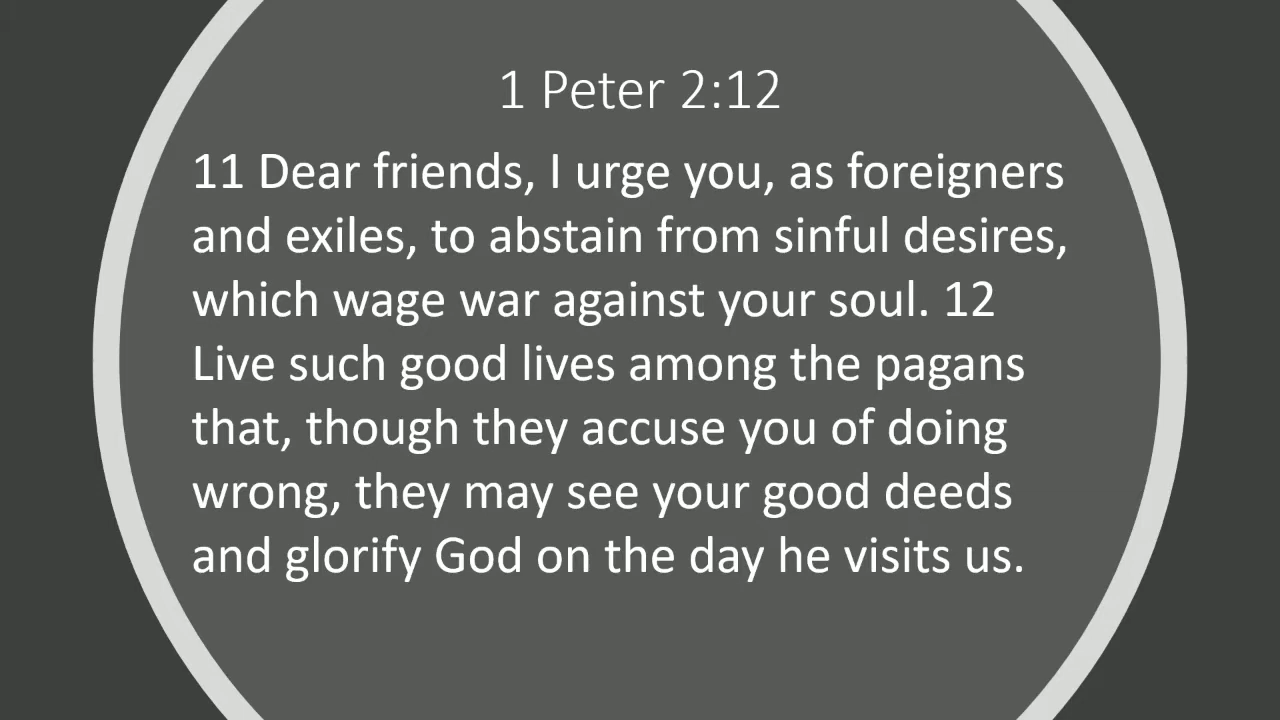 1 Peter 2:12
11 Dear friends, I urge you, as foreigners
and exiles, to abstain from sinful desires,
which wage war against your soul. 12
Live such good lives among the pagans
that, though they accuse you of doing
wrong, they may see your good deeds
and glorify God on the day he visits us.